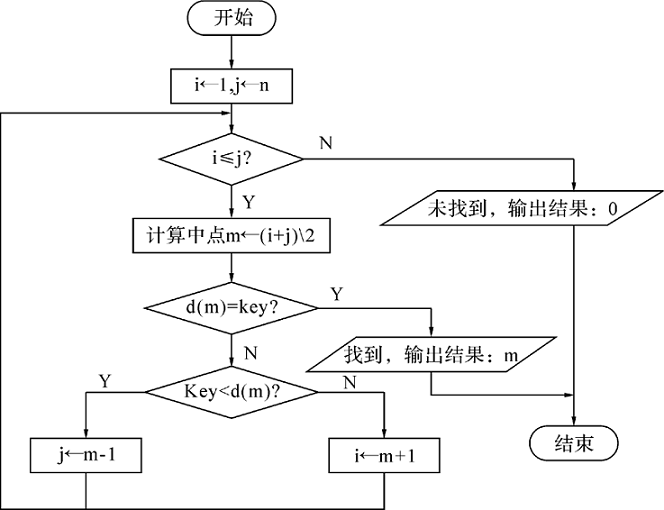 开始
i←1,j←n
i≤j?
N
Y
未找到，输出结果：0
计算中点m←(i+j)\2
d(m)=key?
Y
N
找到，输出结果：m
Key<d(m)?
Y
N
j←m-1
i←m+1
结束